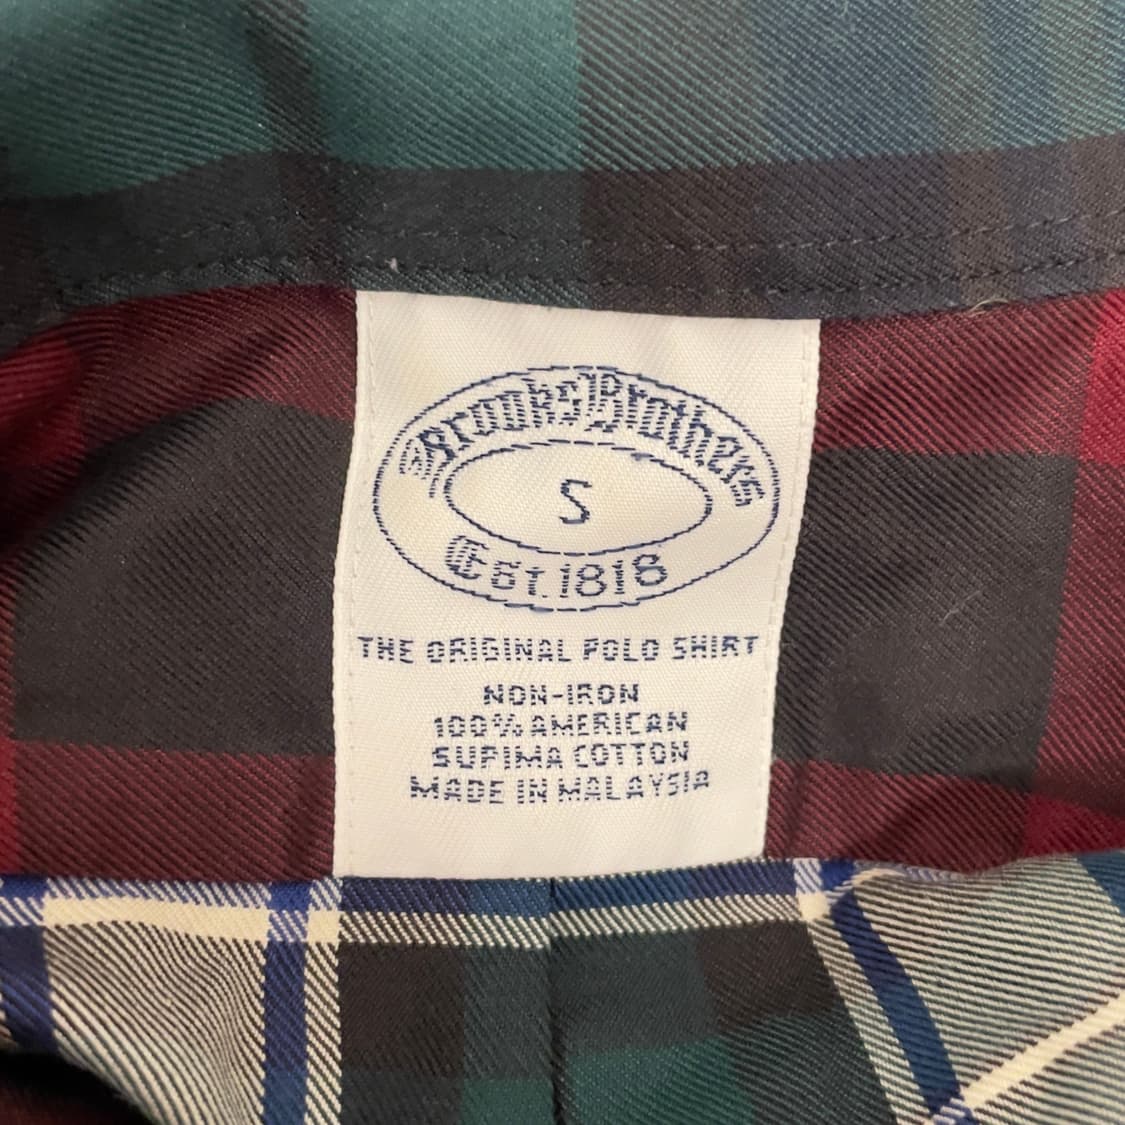 Brooks Brothers
S
Est. 1818
THE ORIGINAL POLO SHIRT
NON-IRON
100% AMERICAN
SUPIMA COTTON
MADE IN MALAYSIA